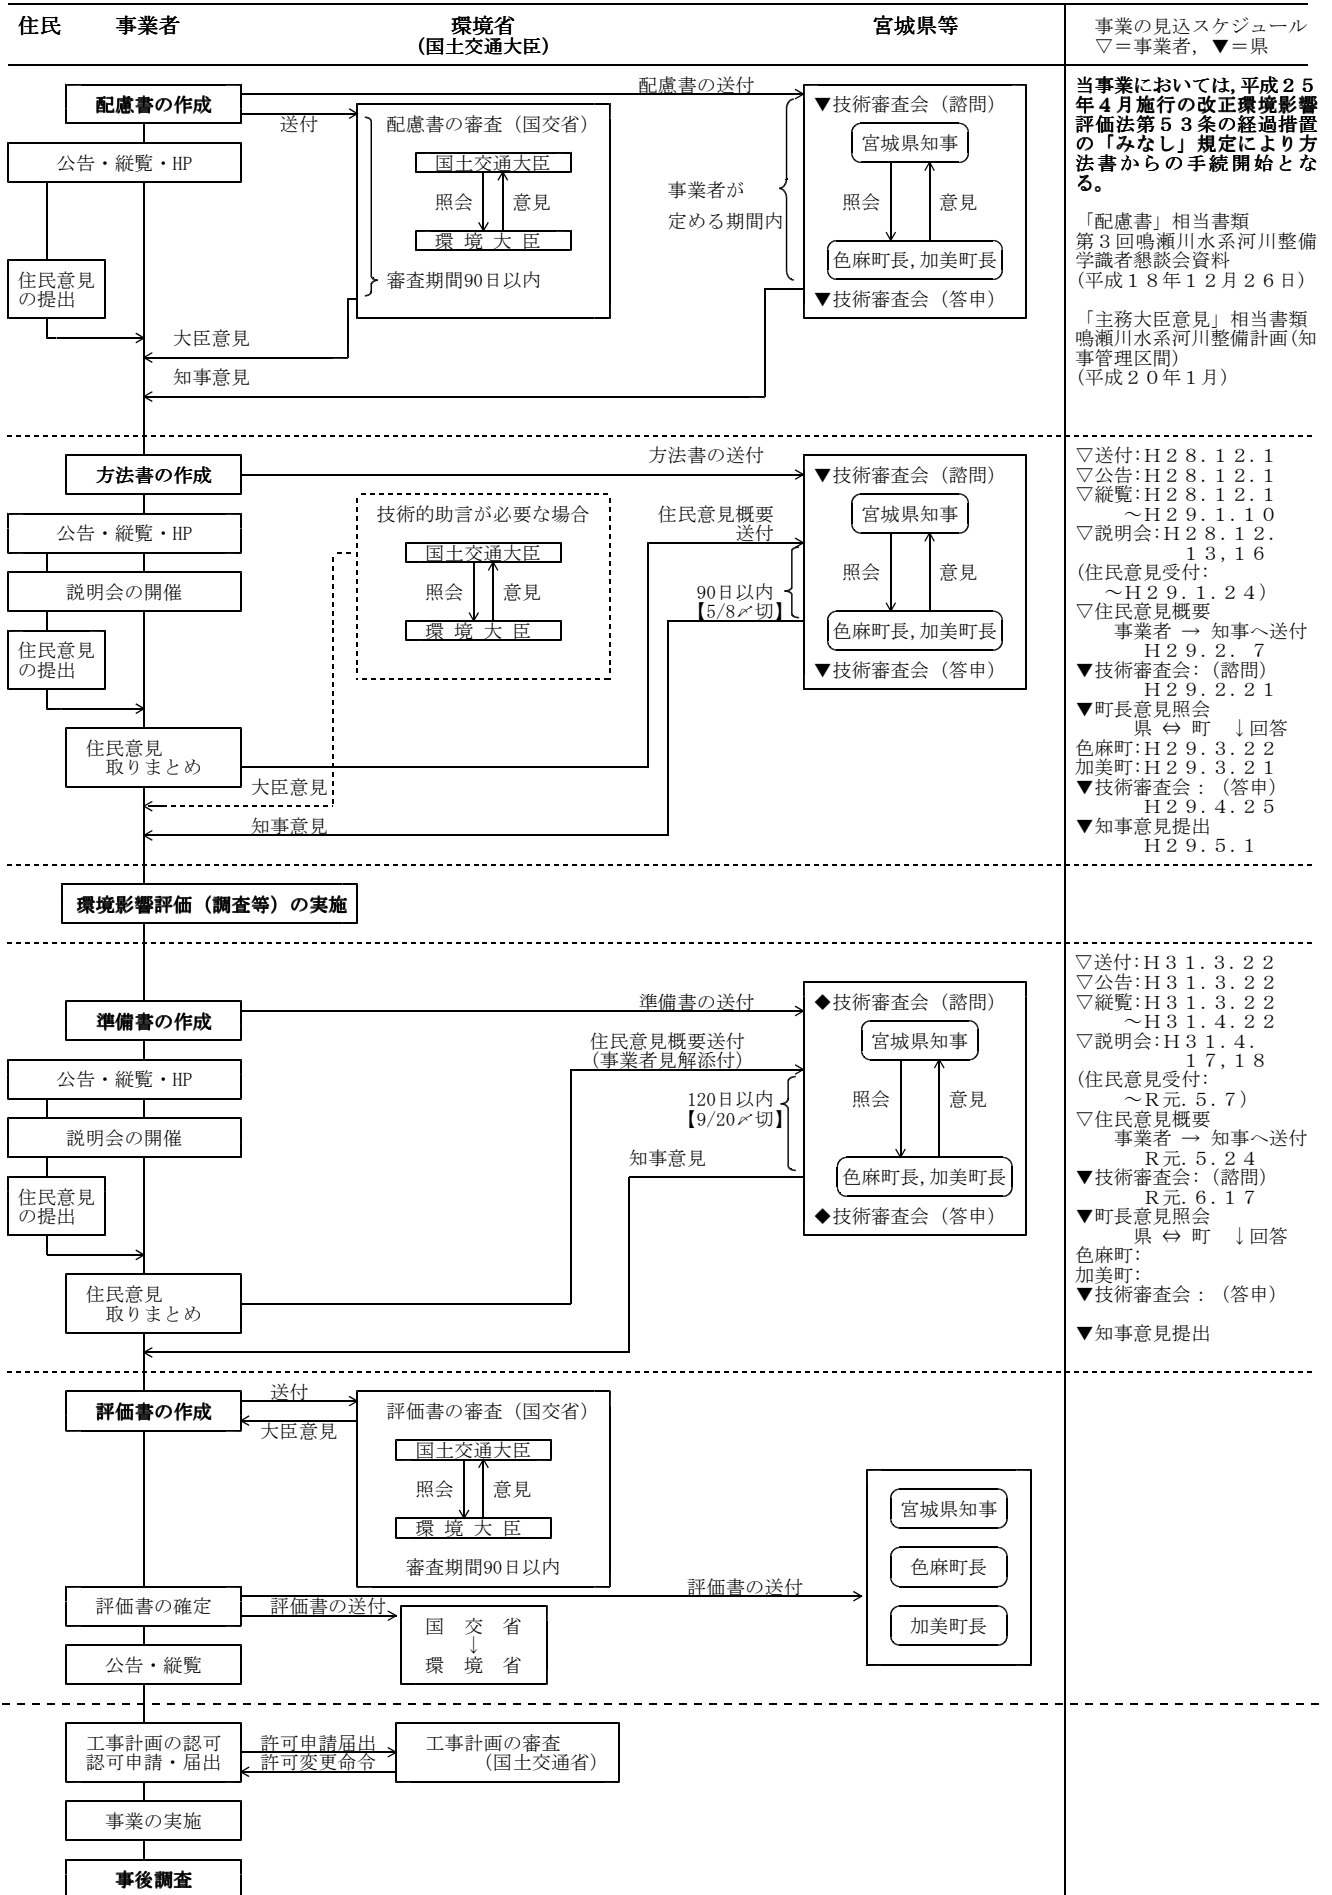 住民
事業者
環境省
(国土交通大臣)
宮城県等
事業の見込スケジュール
▽＝事業者，▼＝県
配慮書の作成
公告・縦覧・HP
住民意見
の提出
送付
配慮書の送付
配慮書の審査（国交省）
国土交通大臣
照会
意見
環 境 大 臣
審査期間90日以内
事業者が
定める期間内
▼技術審査会（諮問）
宮城県知事
照会
意見
色麻町長,加美町長
▼技術審査会（答申）
大臣意見
知事意見
当事業においては,平成２５
年４月施行の改正環境影響
評価法第５３条の経過措置
の「みなし」規定により方
法書からの手続開始とな
る。
「配慮書」相当書類
第３回鳴瀬川水系河川整備
学識者懇談会資料
(平成１８年１２月２６日)
「主務大臣意見」相当書類
鳴瀬川水系河川整備計画(知
事管理区間)
(平成２０年１月)
方法書の作成
公告・縦覧・HP
説明会の開催
住民意見
の提出
住民意見
取りまとめ
方法書の送付
技術的助言が必要な場合
国土交通大臣
照会
意見
環 境 大 臣
住民意見概要
送付
90日以内
【5/8〆切】
▼技術審査会（諮問）
宮城県知事
照会
意見
色麻町長,加美町長
▼技術審査会（答申）
大臣意見
知事意見
▽送付:Ｈ２８．１２．１
▽公告:Ｈ２８．１２．１
▽縦覧:Ｈ２８．１２．１
～Ｈ２９．１．１０
▽説明会:Ｈ２８．１２．
１３,１６
(住民意見受付:
～Ｈ２９．１．２４)
▽住民意見概要
事業者 → 知事へ送付
Ｈ２９．２．７
▼技術審査会:（諮問）
Ｈ２９．２．２１
▼町長意見照会
県 ⇔ 町 ↓回答
色麻町:Ｈ２９．３．２２
加美町:Ｈ２９．３．２１
▼技術審査会：（答申）
Ｈ２９．４．２５
▼知事意見提出
Ｈ２９．５．１
環境影響評価（調査等）の実施
準備書の作成
公告・縦覧・HP
説明会の開催
住民意見
の提出
住民意見
取りまとめ
準備書の送付
住民意見概要送付
(事業者見解添付)
120日以内
【9/20〆切】
知事意見
◆技術審査会（諮問）
宮城県知事
照会
意見
色麻町長,加美町長
◆技術審査会（答申）
▽送付:Ｈ３１．３．２２
▽公告:Ｈ３１．３．２２
▽縦覧:Ｈ３１．３．２２
～Ｈ３１．４．２２
▽説明会:Ｈ３１．４．
１７,１８
(住民意見受付:
～Ｒ元．５．７)
▽住民意見概要
事業者 → 知事へ送付
Ｒ元．５．２４
▼技術審査会:（諮問）
Ｒ元．６．１７
▼町長意見照会
県 ⇔ 町 ↓回答
色麻町:
加美町:
▼技術審査会：（答申）
▼知事意見提出
評価書の作成
送付
大臣意見
評価書の審査（国交省）
国土交通大臣
照会
意見
環 境 大 臣
審査期間90日以内
宮城県知事
色麻町長
加美町長
評価書の確定
評価書の送付
評価書の送付
国 交 省
↓
環 境 省
公告・縦覧
工事計画の認可
認可申請・届出
許可申請届出
許可変更命令
工事計画の審査
(国土交通省)
事業の実施
事後調査